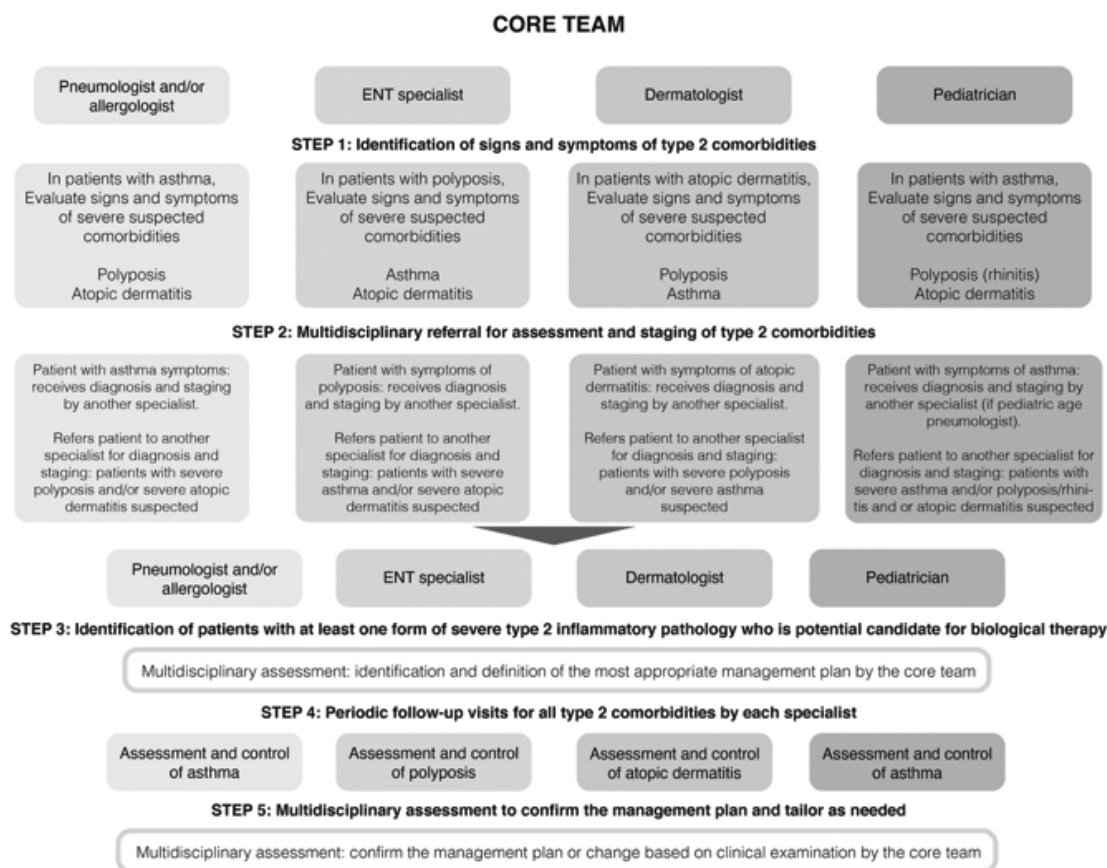 CORE TEAM
Pneumologist and/or
allergologist
ENT specialist
Dermatologist
Pediatrician
STEP 1: Identification of signs and symptoms of type 2 comorbidities
In patients with asthma,
Evaluate signs and symptoms
of severe suspected
comorbidities
Polyposis
Atopic dermatitis
In patients with polyposis,
Evaluate signs and symptoms
of severe suspected
comorbidities
Asthma
Atopic dermatitis
In patients with atopic dermatitis,
Evaluate signs and symptoms
of severe suspected
comorbidities
Polyposis
Asthma
In patients with asthma,
Evaluate signs and symptoms
of severe suspected
comorbidities
Polyposis (rhinitis)
Atopic dermatitis
STEP 2: Multidisciplinary referral for assessment and staging of type 2 comorbidities
Patient with asthma symptoms:
receives diagnosis and staging
by another specialist.
Refers patient to another
specialist for diagnosis and
staging: patients with severe
polyposis and/or severe atopic
dermatitis suspected
Patient with symptoms of
polyposis: receives diagnosis
and staging by another specialist.
Refers patient to another
specialist for diagnosis and
staging: patients with severe
asthma and/or severe atopic
dermatitis suspected
Patient with symptoms of atopic
dermatitis: receives diagnosis and
staging by another specialist.
Refers patient to another specialist
for diagnosis and staging:
patients with severe polyposis
and/or severe asthma
suspected
Patient with symptoms of asthma:
receives diagnosis and staging by
another specialist (if pediatric age
pneumologist).
Refers patient to another specialist for
diagnosis and staging: patients with
severe asthma and/or polyposis/rhini-
tis and or atopic dermatitis suspected
Pneumologist and/or
allergologist
ENT specialist
Dermatologist
Pediatrician
STEP 3: Identification of patients with at least one form of severe type 2 inflammatory pathology who is potential candidate for biological therapy
Multidisciplinary assessment: identification and definition of the most appropriate management plan by the core team
STEP 4: Periodic follow-up visits for all type 2 comorbidities by each specialist
Assessment and control
of asthma
Assessment and control
of polyposis
Assessment and control
of atopic dermatitis
Assessment and control
of asthma
STEP 5: Multidisciplinary assessment to confirm the management plan and tailor as needed
Multidisciplinary assessment: confirm the management plan or change based on clinical examination by the core team